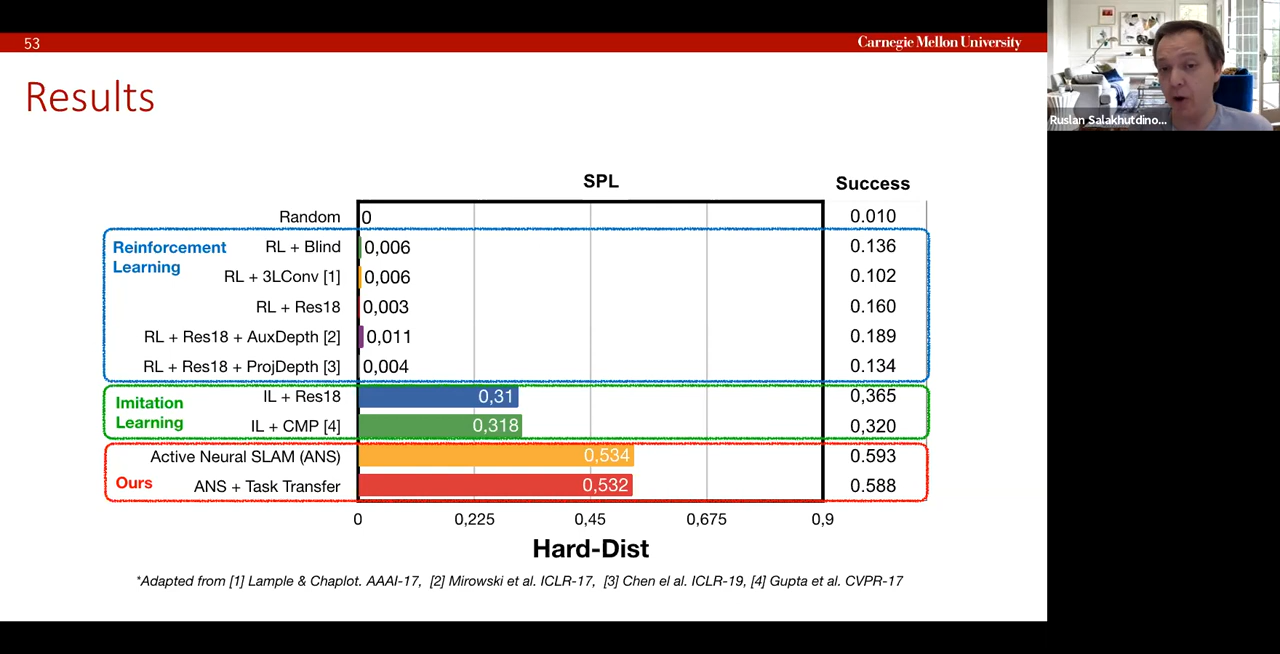 53
Carnegie Mellon University
Ruslan Salakhutdino...
Results
SPL Success
Random 0 0.010
Reinforcement Learning
RL + Blind 0,006 0.136
RL + 3LConv [1] 0,006 0.102
RL + Res18 0,003 0.160
RL + Res18 + AuxDepth [2] 0,011 0.189
RL + Res18 + ProjDepth [3] 0,004 0.134
Imitation Learning
IL + Res18 0,31 0,365
IL + CMP [4] 0,318 0,320
Active Neural SLAM (ANS) 0,534 0.593
Ours
ANS + Task Transfer 0,532 0.588
0 0,225 0,45 0,675 0,9
Hard-Dist
*Adapted from [1] Lample & Chaplot. AAAI-17, [2] Mirowski et al. ICLR-17, [3] Chen el al. ICLR-19, [4] Gupta et al. CVPR-17